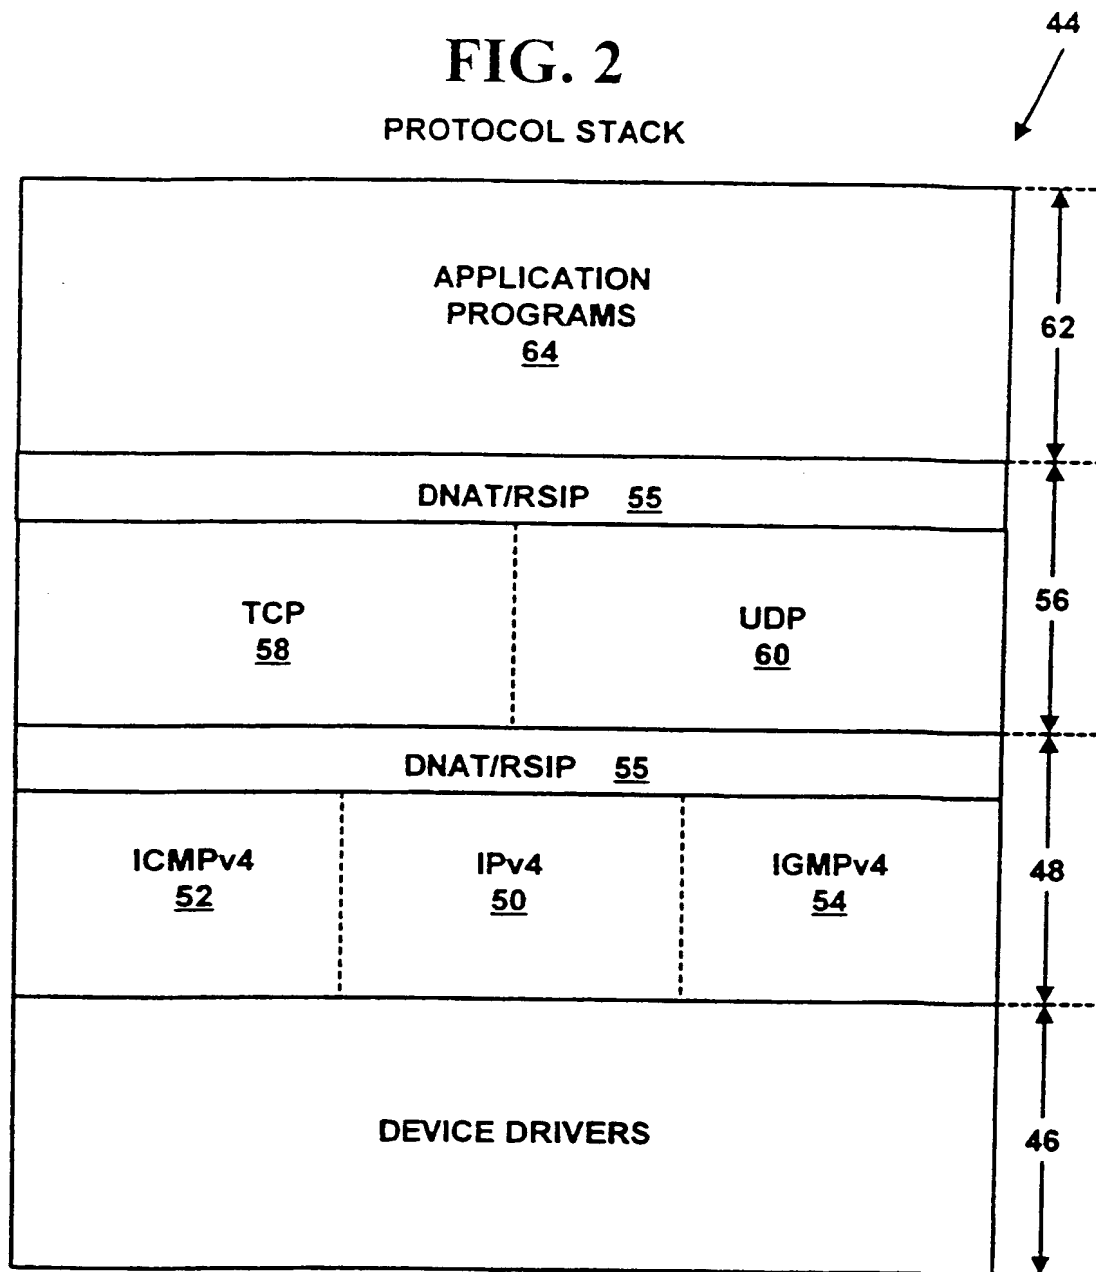 44
FIG. 2
PROTOCOL STACK
APPLICATION
PROGRAMS
64
62
DNAT/RSIP 55
TCP
58
UDP
60
56
DNAT/RSIP 55
ICMPv4
52
IPv4
50
IGMPv4
54
48
DEVICE DRIVERS
46